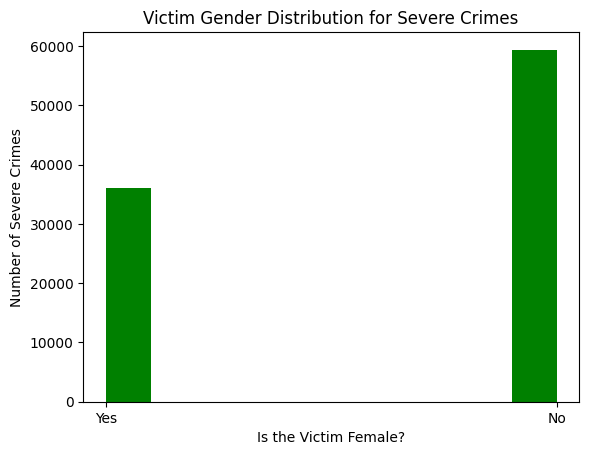 Victim Gender Distribution for Severe Crimes
Number of Severe Crimes
60000
50000
40000
30000
20000
10000
0
Yes
No
Is the Victim Female?